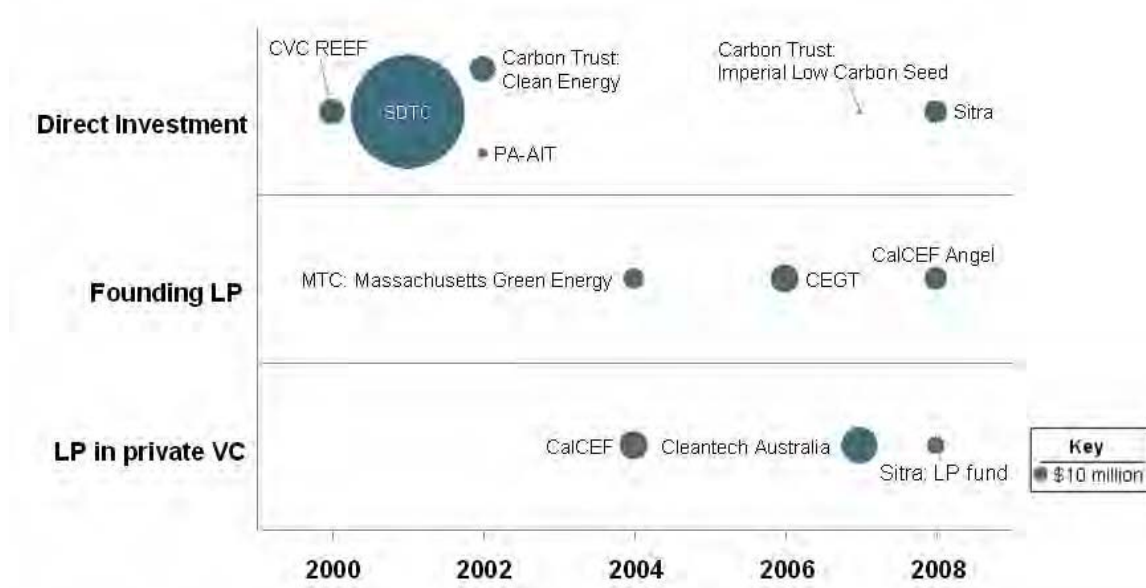 CVC REEF
Carbon Trust:
Clean Energy
Carbon Trust:
Imperial Low Carbon Seed
Direct Investment
SDTC
Sitra
PA-AIT
CalCEF Angel
MTC: Massachusetts Green Energy
CEGT
Founding LP
LP in private VC
CalCEF
Cleantech Australia
Sitra: LP fund
Key
$10 million
2000
2002
2004
2006
2008